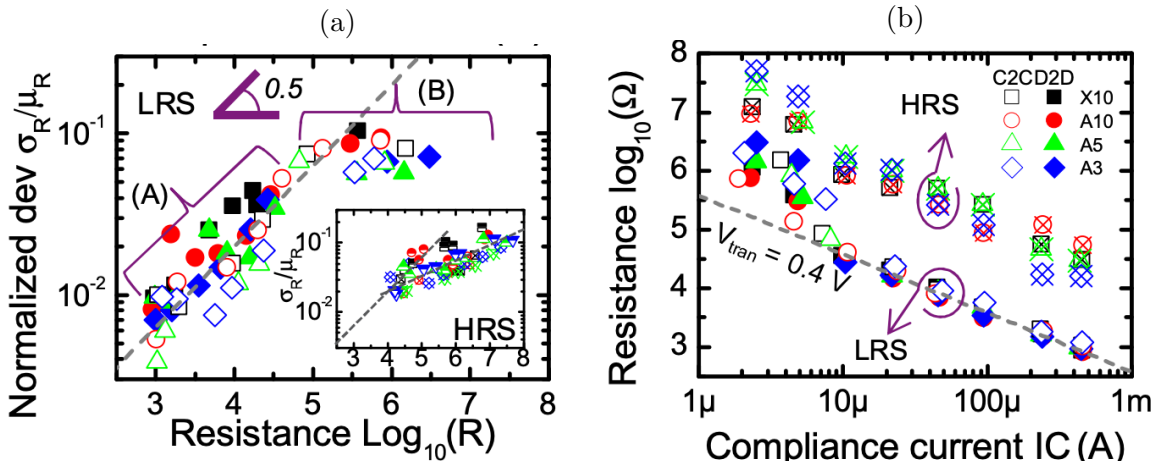 (a)
(b)
Normalized dev σR/μR
LRS
0.5
(A)
(B)
10-1
10-2
σR/μR
10-1
10-2
HRS
3 4 5 6 7 8
3 4 5 6 7 8
Resistance Log10(R)
Resistance log10(Ω)
8
7
6
5
4
3
HRS
C2CD2D
X10
A10
A5
A3
Vtran = 0.4 V
LRS
1μ 10μ 100μ 1m
Compliance current IC (A)